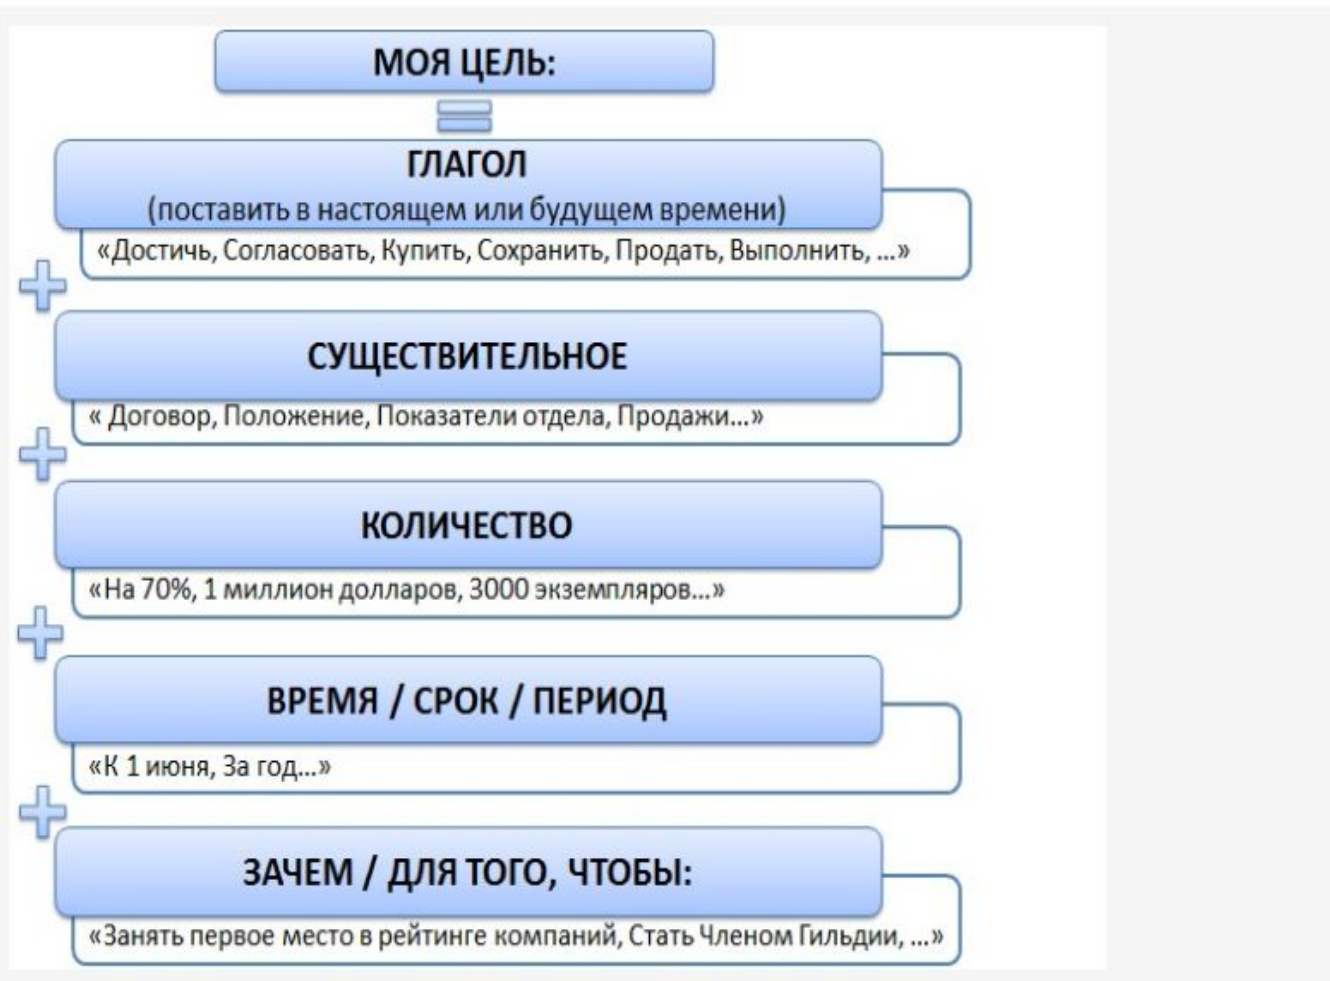 МОЯ ЦЕЛЬ:
ГЛАГОЛ
(поставить в настоящем или будущем времени)
«Достичь, Согласовать, Купить, Сохранить, Продать, Выполнить, ...»
СУЩЕСТВИТЕЛЬНОЕ
« Договор, Положение, Показатели отдела, Продажи...»
КОЛИЧЕСТВО
«На 70%, 1 миллион долларов, 3000 экземпляров...»
ВРЕМЯ / СРОК / ПЕРИОД
«К 1 июня, За год...»
ЗАЧЕМ / ДЛЯ ТОГО, ЧТОБЫ:
«Занять первое место в рейтинге компаний, Стать Членом Гильдии, ...»